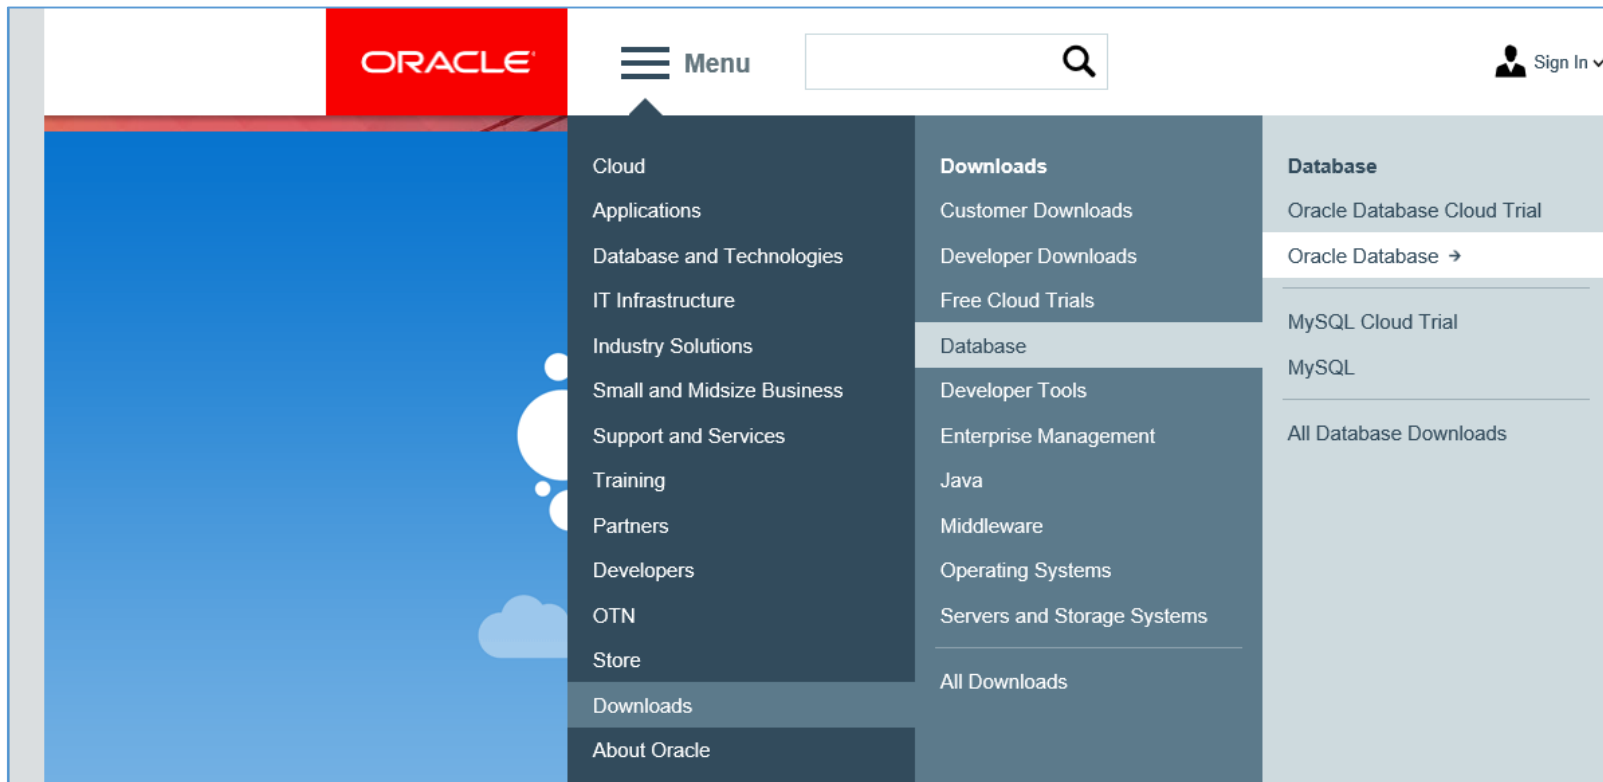 ORACLE
Menu
Sign In
Cloud
Applications
Database and Technologies
IT Infrastructure
Industry Solutions
Small and Midsize Business
Support and Services
Training
Partners
Developers
OTN
Store
Downloads
About Oracle
Downloads
Customer Downloads
Developer Downloads
Free Cloud Trials
Database
Developer Tools
Enterprise Management
Java
Middleware
Operating Systems
Servers and Storage Systems
All Downloads
Database
Oracle Database Cloud Trial
Oracle Database →
MySQL Cloud Trial
MySQL
All Database Downloads